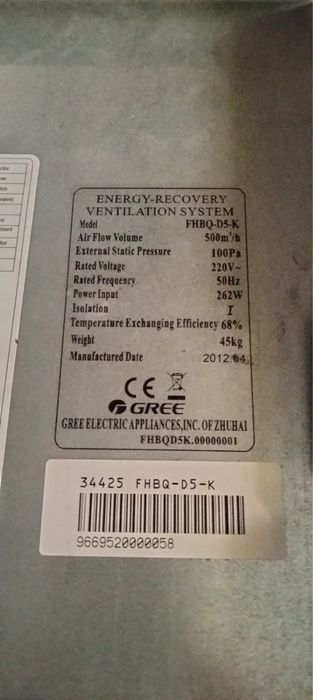 ENERGY-RECOVERY
VENTILATION SYSTEM
Model FHBQ-D5-K
Air Flow Volume 500m³/h
External Static Pressure 100Pa
Rated Voltage 220V~
Rated Frequency 50Hz
Power Input 262W
Isolation I
Temperature Exchanging Efficiency 68%
Weight 45kg
Manufactured Date 2012.04
CE
GREE
GREE ELECTRIC APPLIANCES,INC. OF ZHUHAI
FHBQD5K.00000001
34425 FHBQ-D5-K
9669520000058